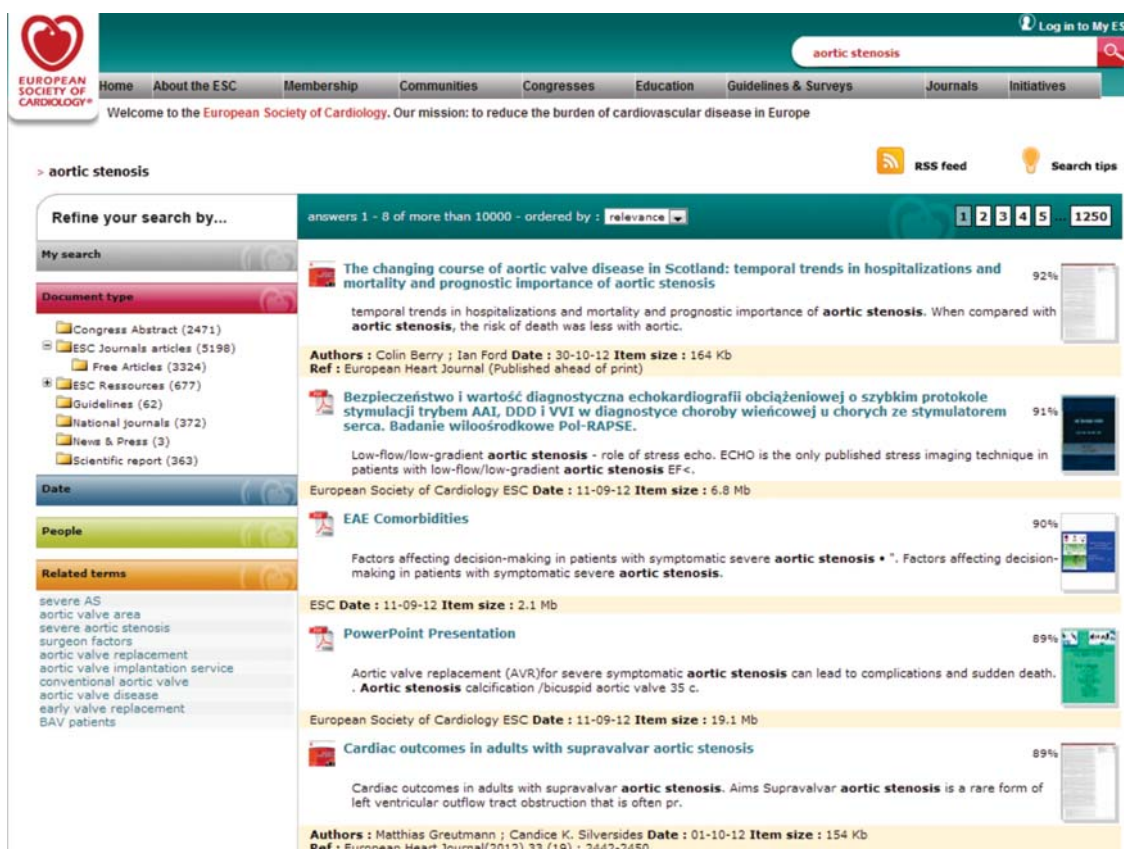 Log in to My ES
aortic stenosis
EUROPEAN
SOCIETY OF
CARDIOLOGY®
Home About the ESC Membership Communities Congresses Education Guidelines & Surveys Journals Initiatives
Welcome to the European Society of Cardiology. Our mission: to reduce the burden of cardiovascular disease in Europe
> aortic stenosis
RSS feed Search tips
Refine your search by...
My search
Document type
Congress Abstract (2471)
ESC Journals articles (5198)
Free Articles (3324)
ESC Ressources (677)
Guidelines (62)
National journals (372)
News & Press (3)
Scientific report (363)
Date
People
Related terms
severe AS
aortic valve area
severe aortic stenosis
surgeon factors
aortic valve replacement
aortic valve implantation service
conventional aortic valve
aortic valve disease
early valve replacement
BAV patients
answers 1 - 8 of more than 10000 - ordered by : relevance 1 2 3 4 5 ... 1250
The changing course of aortic valve disease in Scotland: temporal trends in hospitalizations and
mortality and prognostic importance of aortic stenosis
92%
temporal trends in hospitalizations and mortality and prognostic importance of aortic stenosis. When compared with
aortic stenosis, the risk of death was less with aortic.
Authors : Colin Berry ; Ian Ford Date : 30-10-12 Item size : 164 Kb
Ref : European Heart Journal (Published ahead of print)
Bezpieczeństwo i wartość diagnostyczna echokardiografii obciążeniowej o szybkim protokole
stymulacji trybem AAI, DDD i VVI w diagnostyce choroby wieńcowej u chorych ze stymulatorem
serca. Badanie wiloośrodkowe Pol-RAPSE.
91%
Low-flow/low-gradient aortic stenosis - role of stress echo. ECHO is the only published stress imaging technique in
patients with low-flow/low-gradient aortic stenosis EF<.
European Society of Cardiology ESC Date : 11-09-12 Item size : 6.8 Mb
EAE Comorbidities
90%
Factors affecting decision-making in patients with symptomatic severe aortic stenosis • ". Factors affecting decision-
making in patients with symptomatic severe aortic stenosis.
ESC Date : 11-09-12 Item size : 2.1 Mb
PowerPoint Presentation
89%
Aortic valve replacement (AVR)for severe symptomatic aortic stenosis can lead to complications and sudden death.
. Aortic stenosis calcification /bicuspid aortic valve 35 c.
European Society of Cardiology ESC Date : 11-09-12 Item size : 19.1 Mb
Cardiac outcomes in adults with supravalvar aortic stenosis
89%
Cardiac outcomes in adults with supravalvar aortic stenosis. Aims Supravalvar aortic stenosis is a rare form of
left ventricular outflow tract obstruction that is often pr.
Authors : Matthias Greutmann ; Candice K. Silversides Date : 01-10-12 Item size : 154 Kb
Ref : European Heart Journal(2012) 33 (19) : 2442-2450